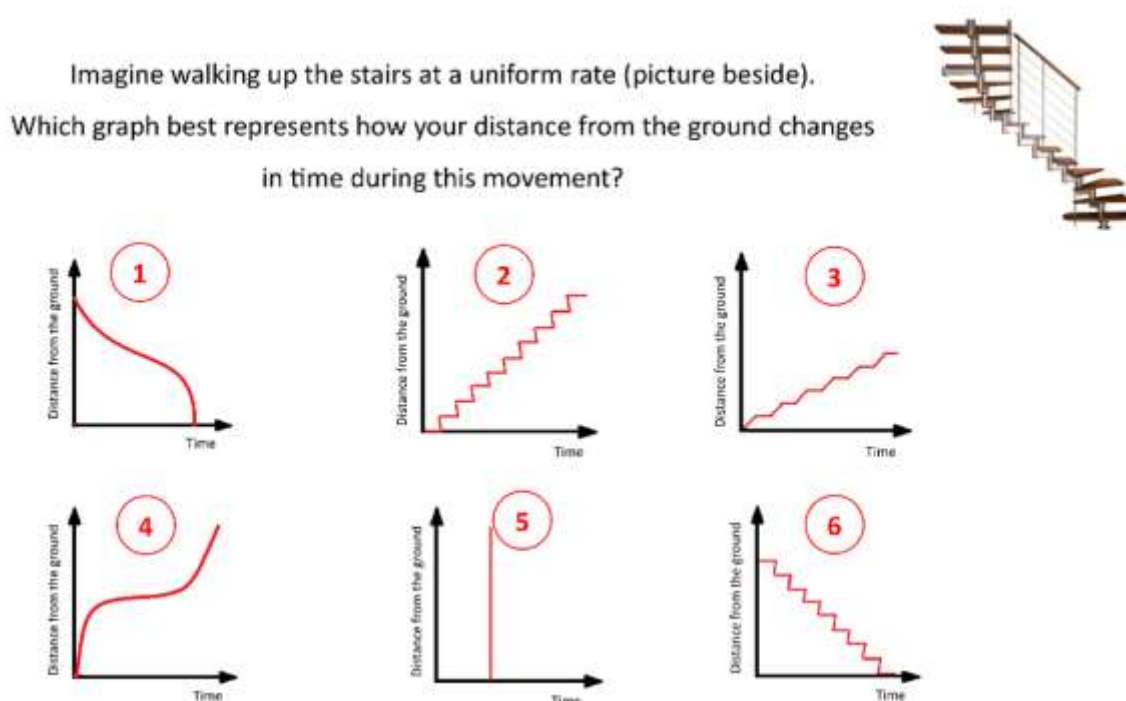 Imagine walking up the stairs at a uniform rate (picture beside).
Which graph best represents how your distance from the ground changes
in time during this movement?
1
Distance from the ground
Time
2
Distance from the ground
Time
3
Distance from the ground
Time
4
Distance from the ground
Time
5
Distance from the ground
Time
6
Distance from the ground
Time